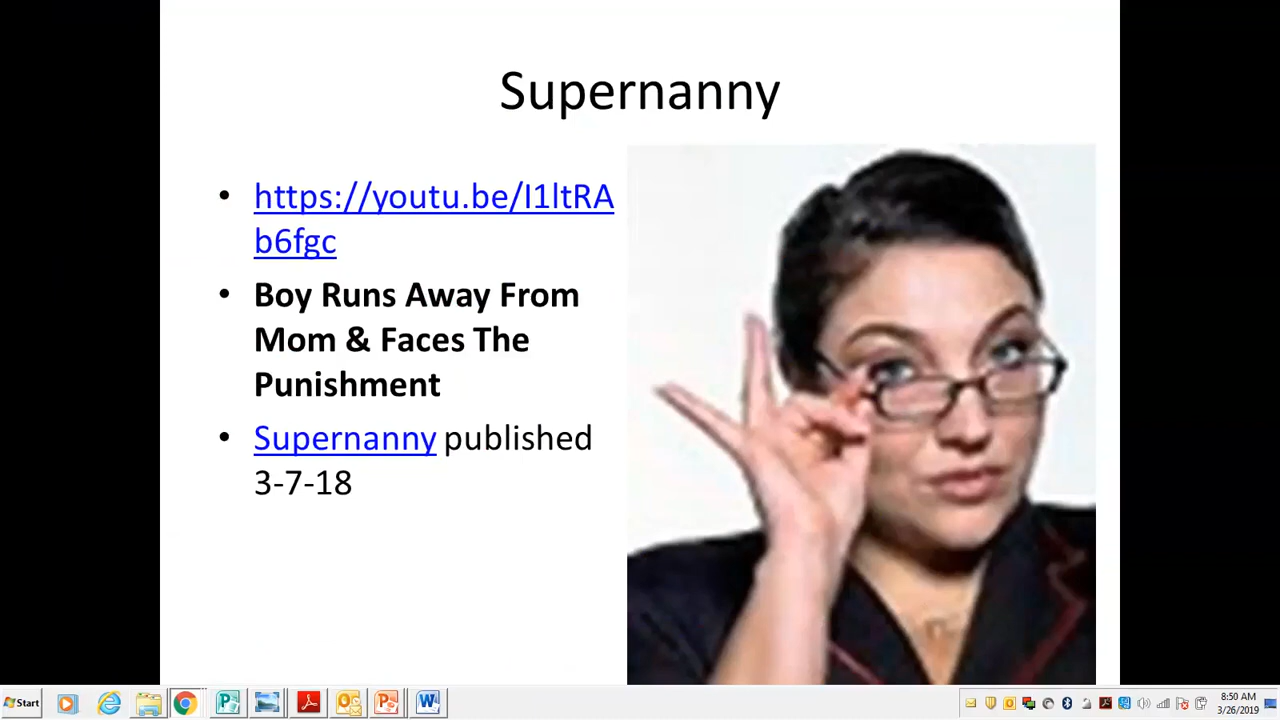 Supernanny
• https://youtu.be/I1ltRA
b6fgc
• Boy Runs Away From
Mom & Faces The
Punishment
• Supernanny published
3-7-18
Start
8:50 AM
3/26/2019